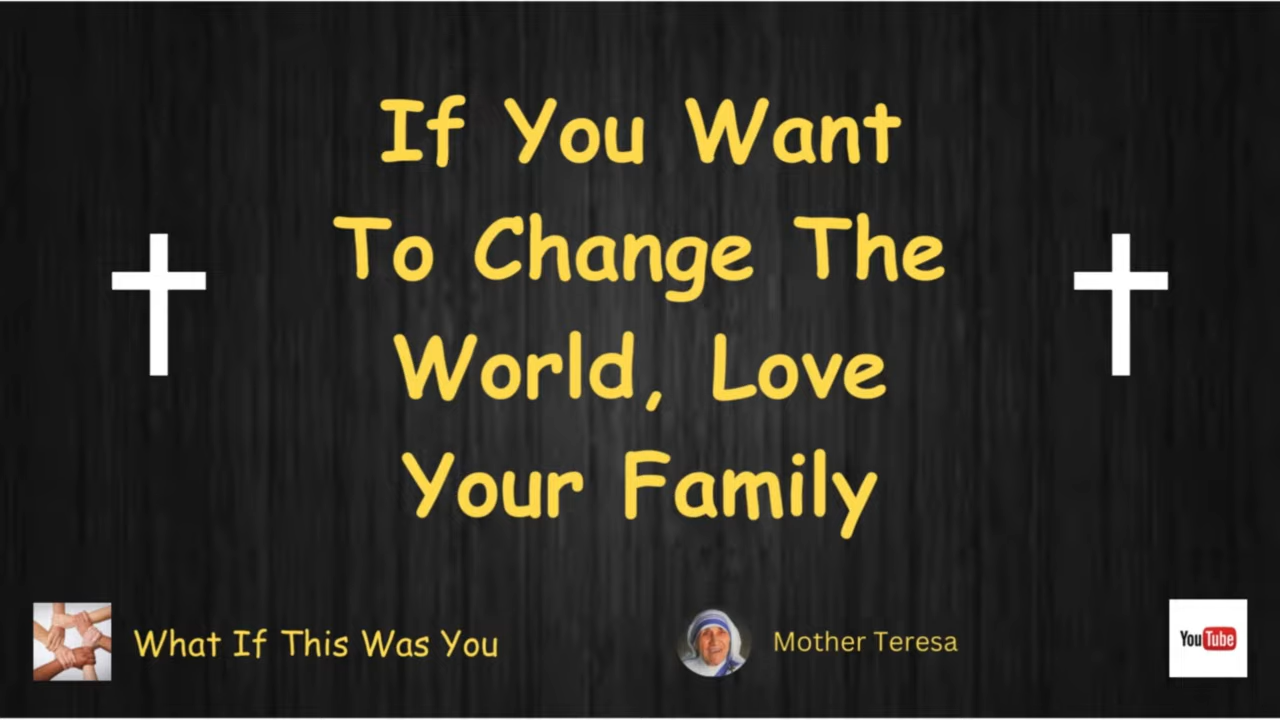 If You Want
To Change The
World, Love
Your Family
What If This Was You
Mother Teresa
YouTube